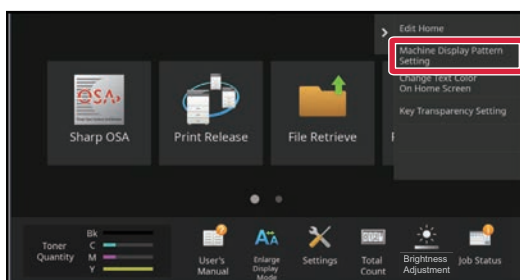 Edit Home
Machine Display Pattern
Setting
Change Text Color
On Home Screen
Key Transparency Setting
OSA
Sharp OSA
Print Release
File Retrieve
Toner
Quantity
Bk
C
M
Y
User's
Manual
Enlarge
Display
Mode
Settings
Total
Count
Brightness
Adjustment
Job Status